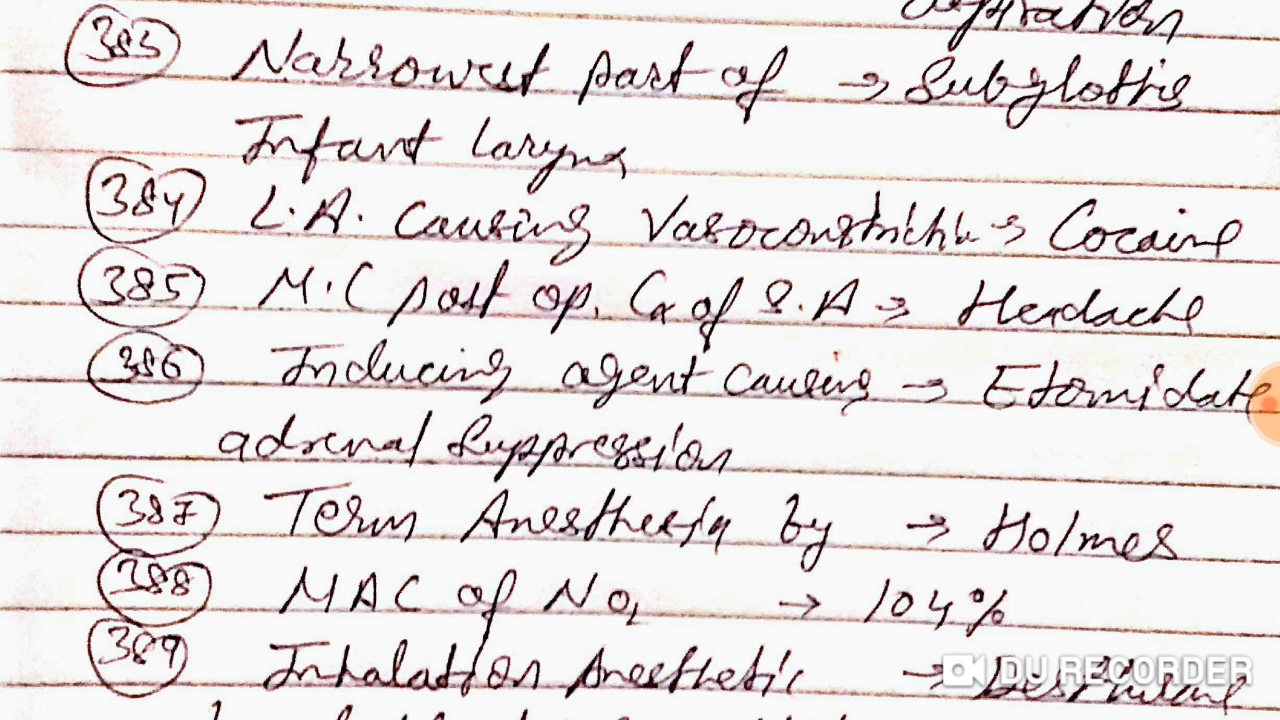 383 Narrowest part of → Subglottis
Infant Larynx
384 L.A. causing Vasoconstriction → Cocaine
385 M.C post op. Cx of S.A → Headache
386 Inducing agent causing → Etomidate
adrenal Suppression
387 Term Anesthesia by → Holmes
388 MAC of → 104%
389 Inhalation Anesthetic → Desflurane
DU RECORDER